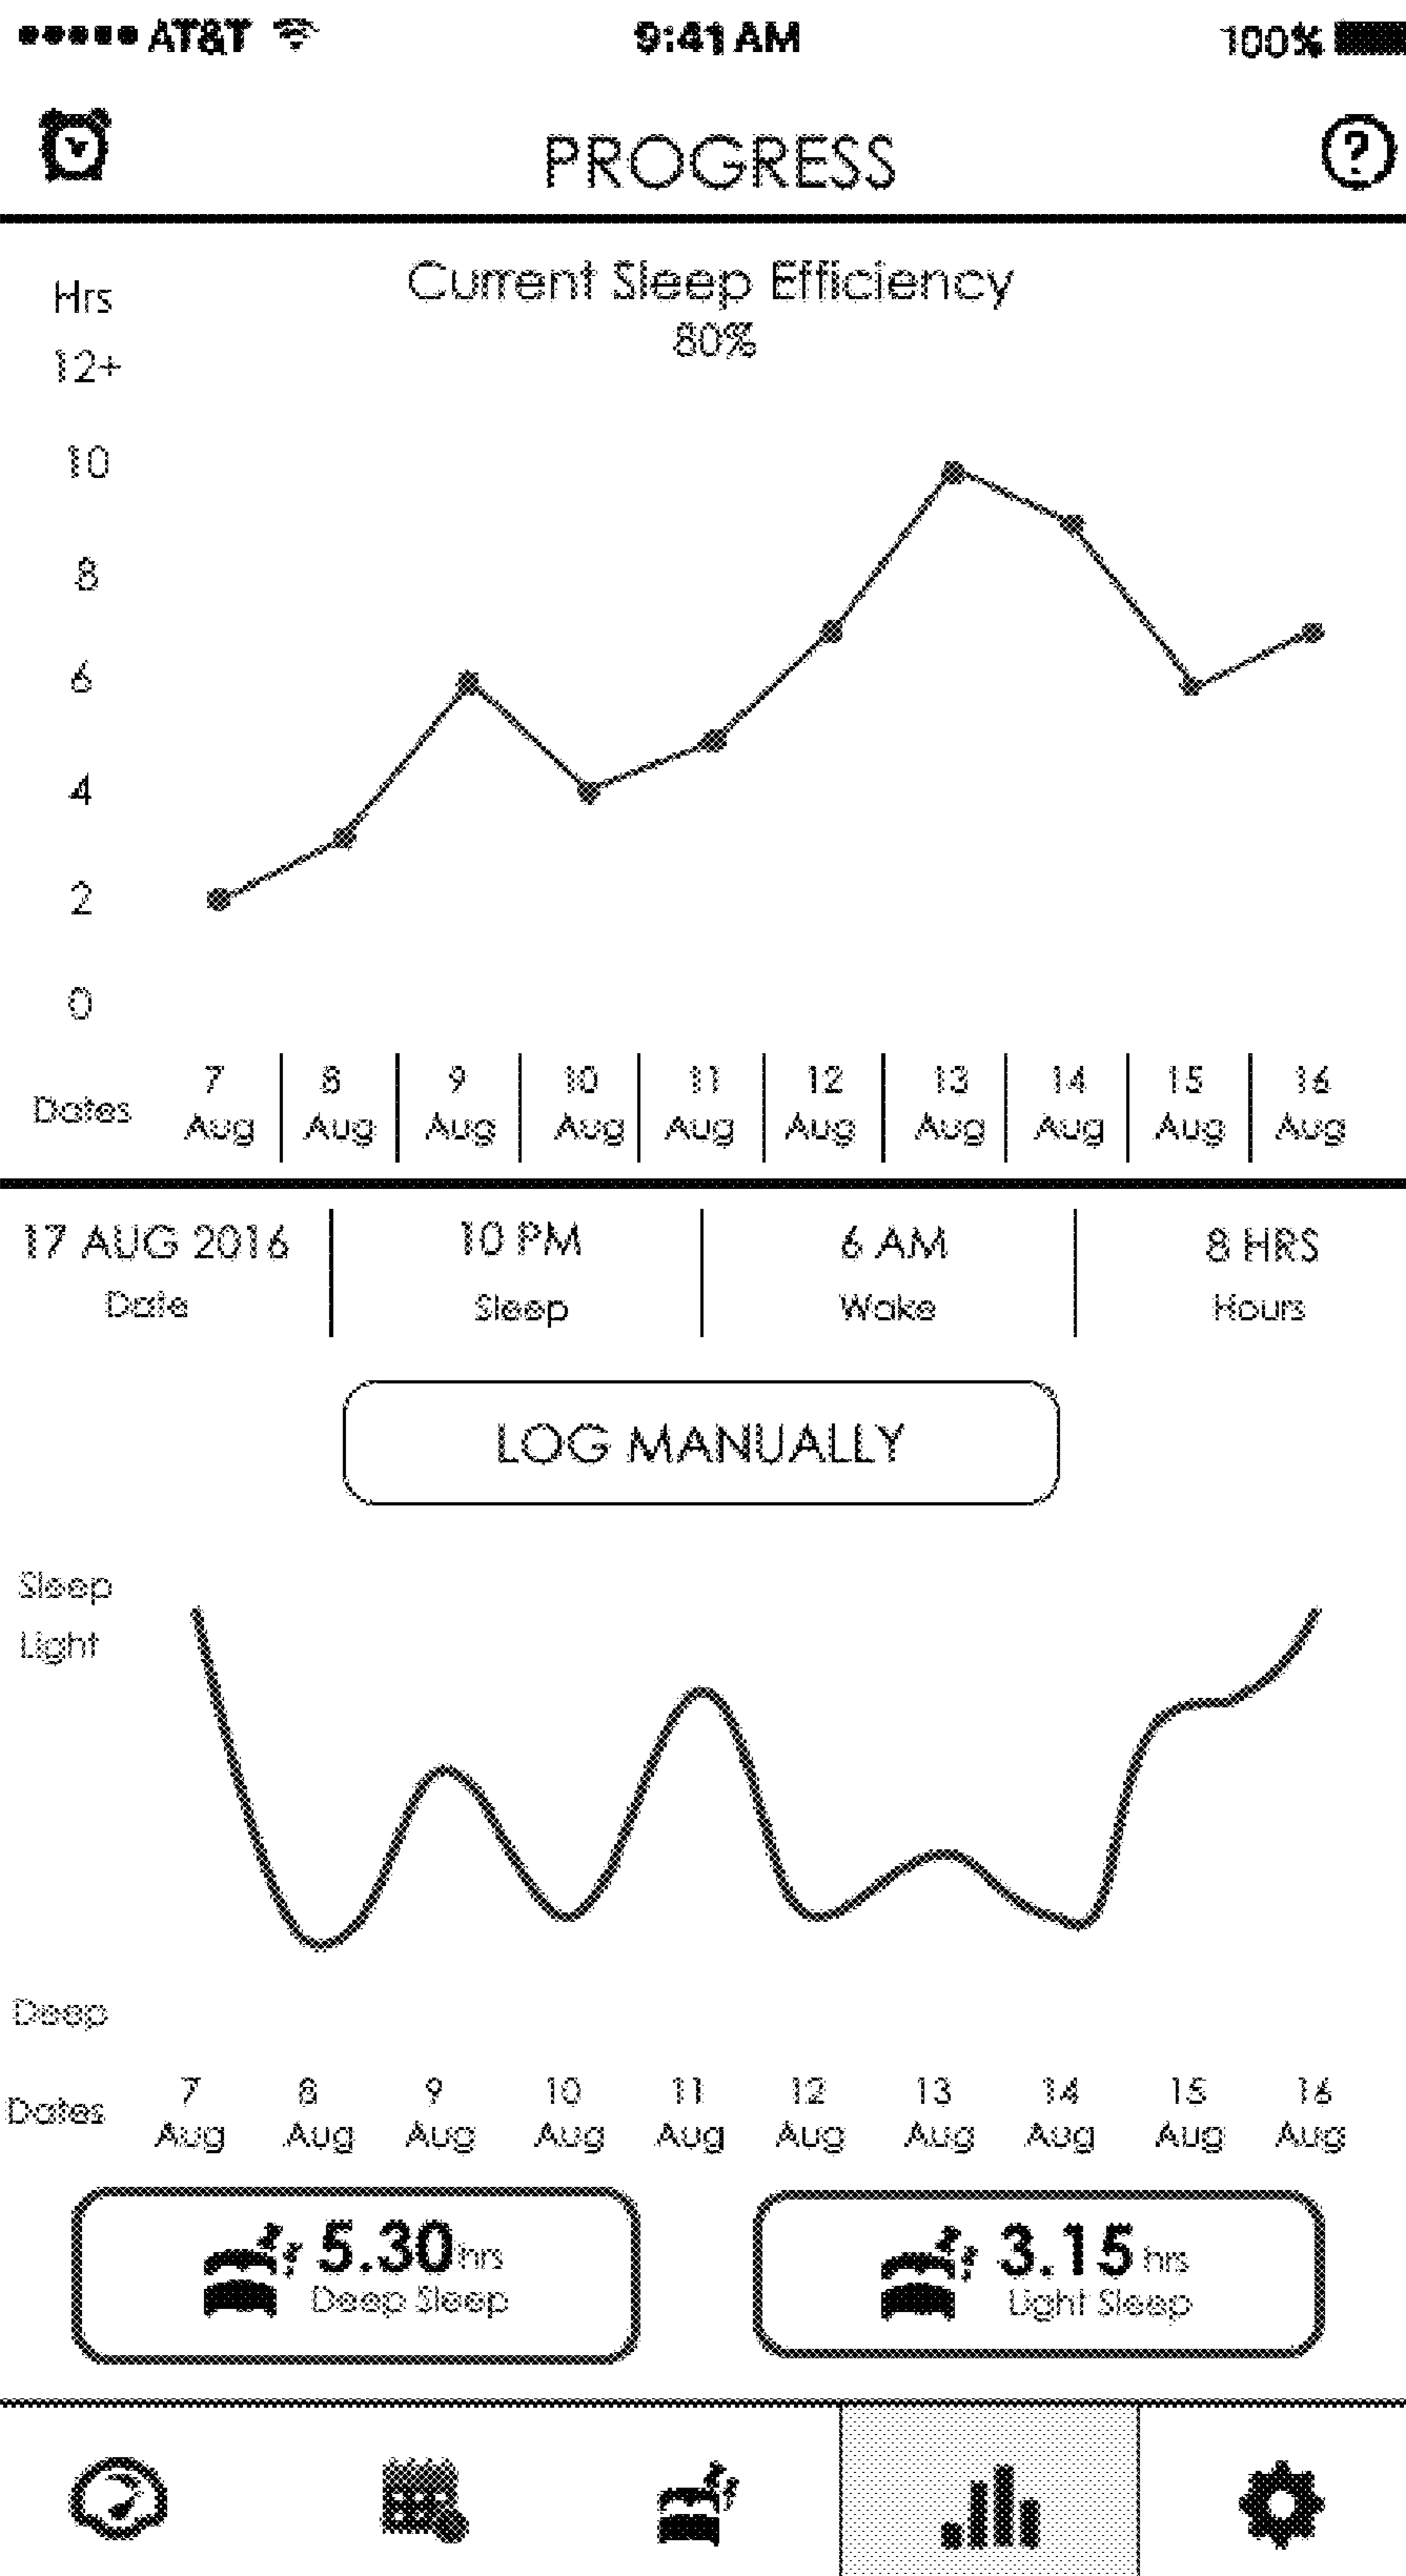 AT&T 9:41 AM 100%
PROGRESS
Current Sleep Efficiency
80%
Hrs
12+
10
8
6
4
2
0
Dates
7 Aug
8 Aug
9 Aug
10 Aug
11 Aug
12 Aug
13 Aug
14 Aug
15 Aug
16 Aug
17 AUG 2016
Date
10 PM
Sleep
6 AM
Wake
8 HRS
Hours
LOG MANUALLY
Sleep
Light
Deep
Dates
7 Aug
8 Aug
9 Aug
10 Aug
11 Aug
12 Aug
13 Aug
14 Aug
15 Aug
16 Aug
5.30 hrs
Deep Sleep
3.15 hrs
Light Sleep